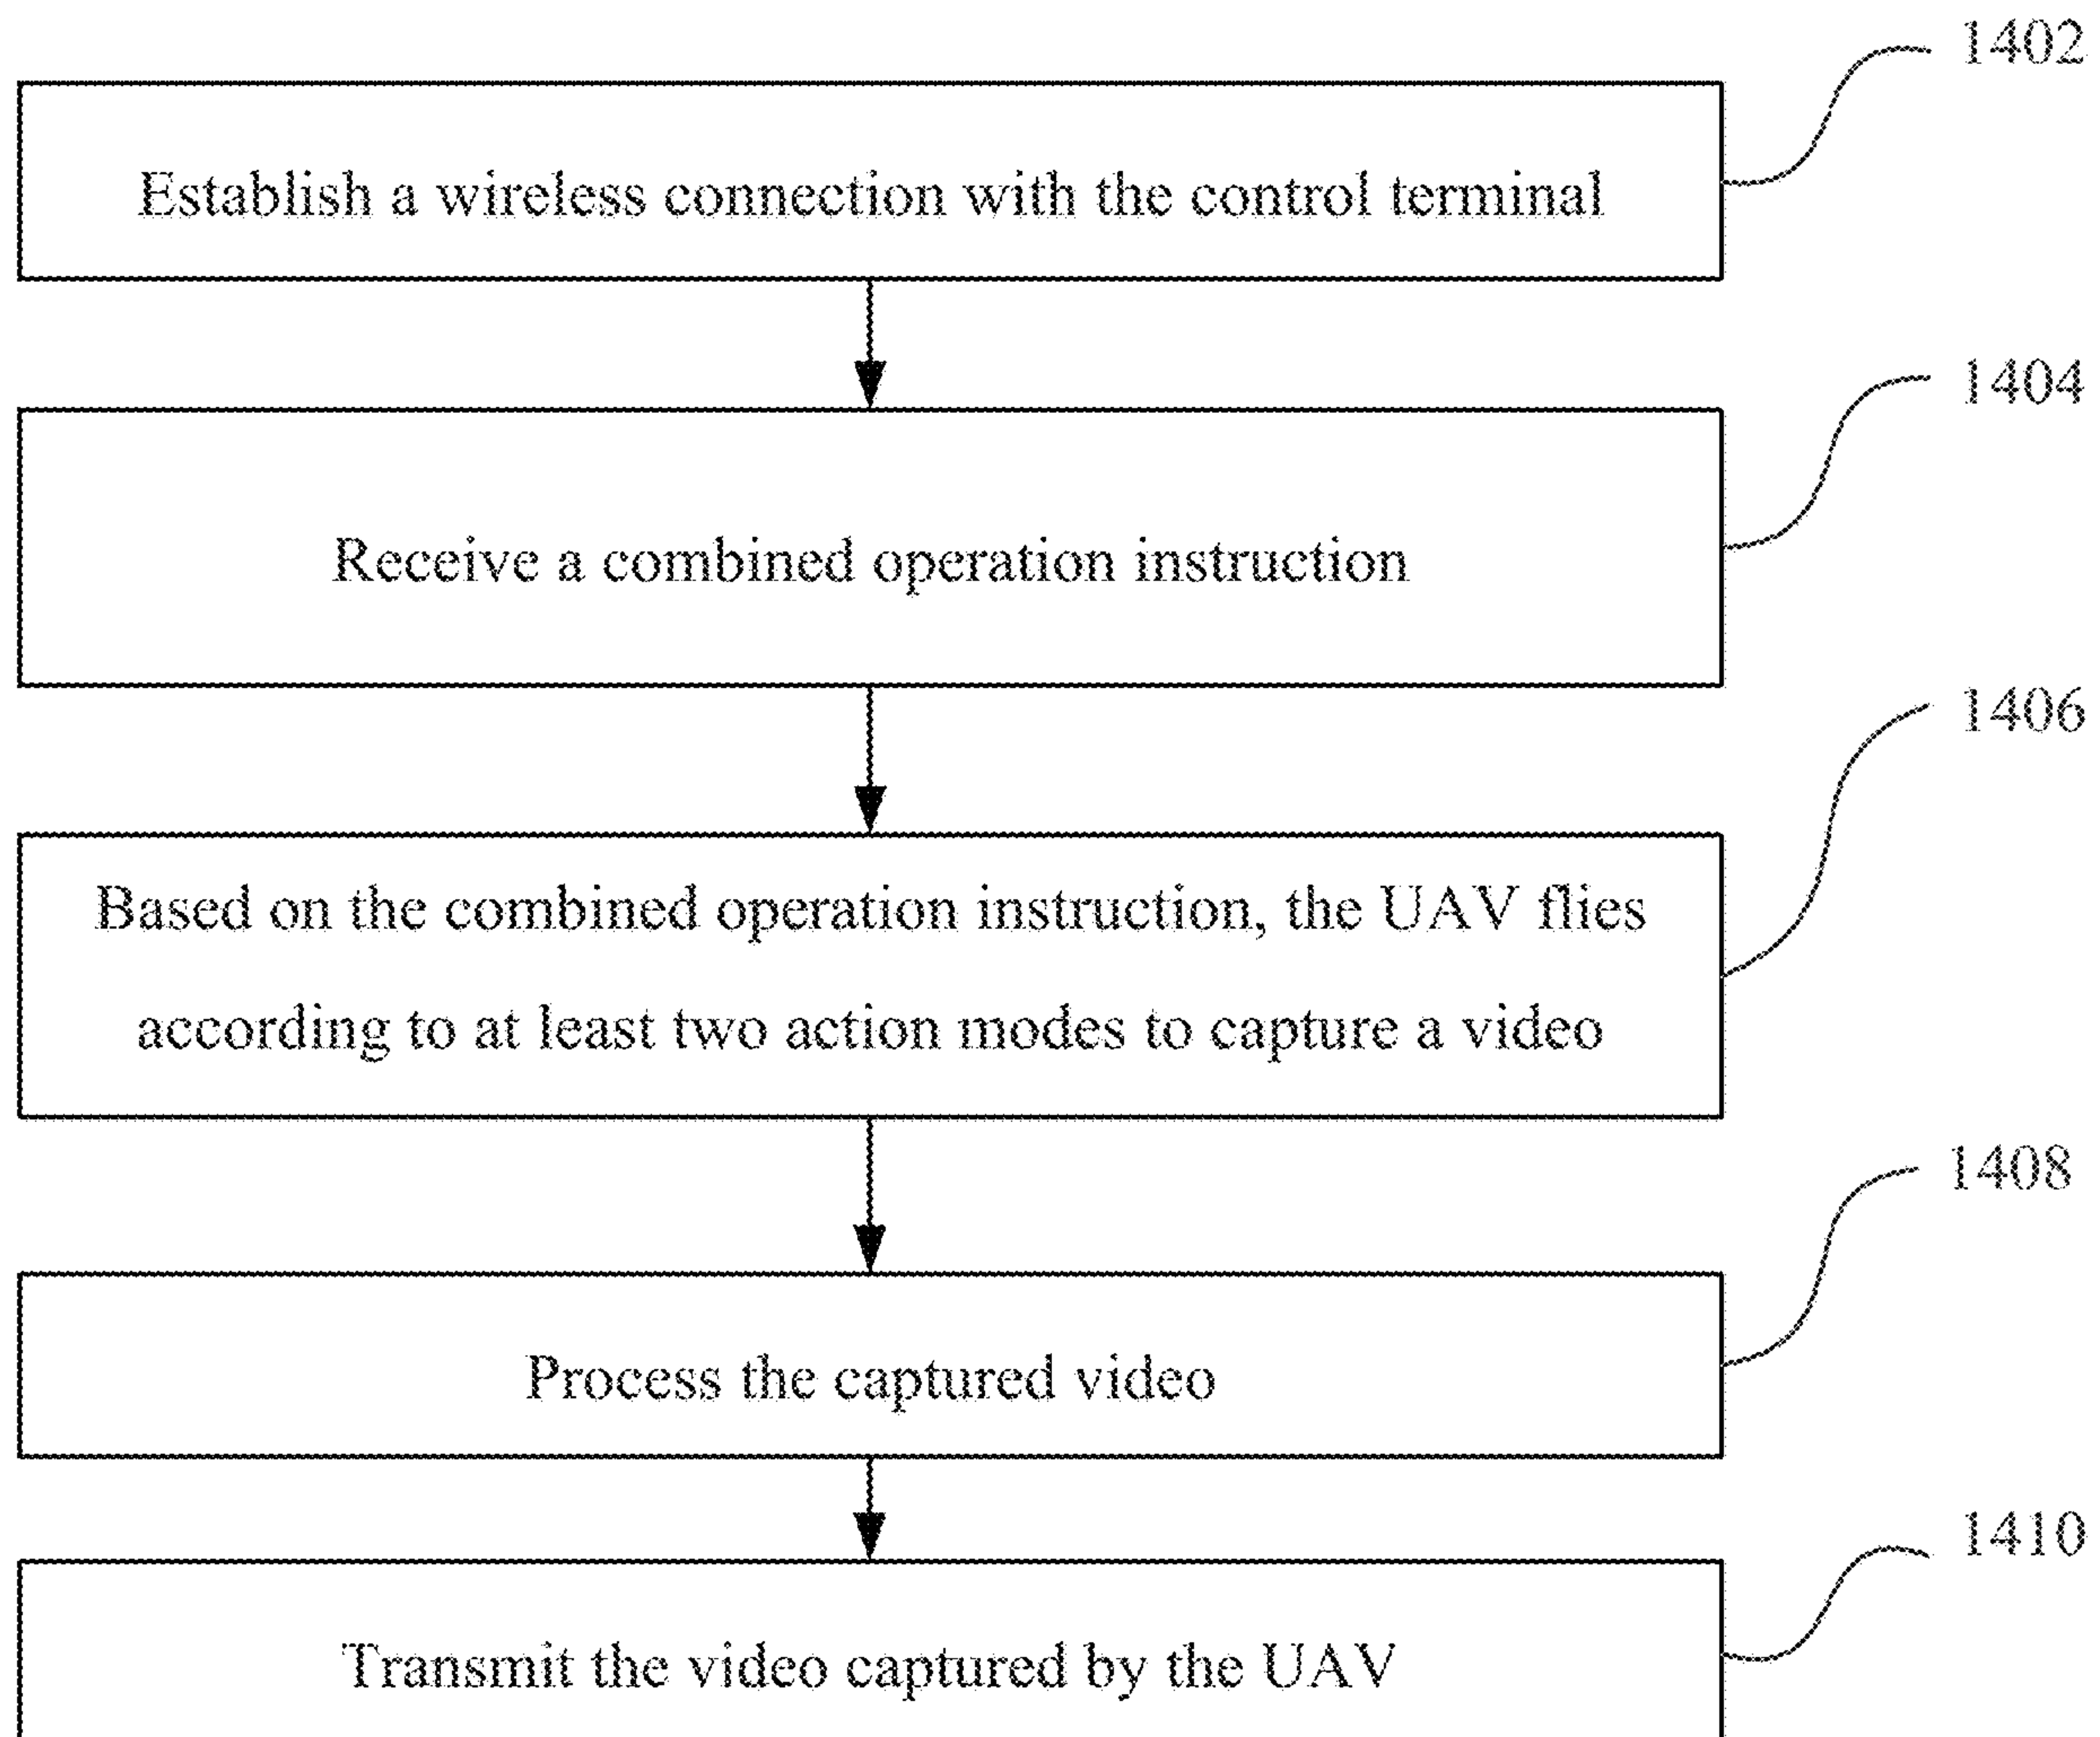 1402
Establish a wireless connection with the control terminal
1404
Receive a combined operation instruction
1406
Based on the combined operation instruction, the UAV flies
according to at least two action modes to capture a video
1408
Process the captured video
1410
Transmit the video captured by the UAV